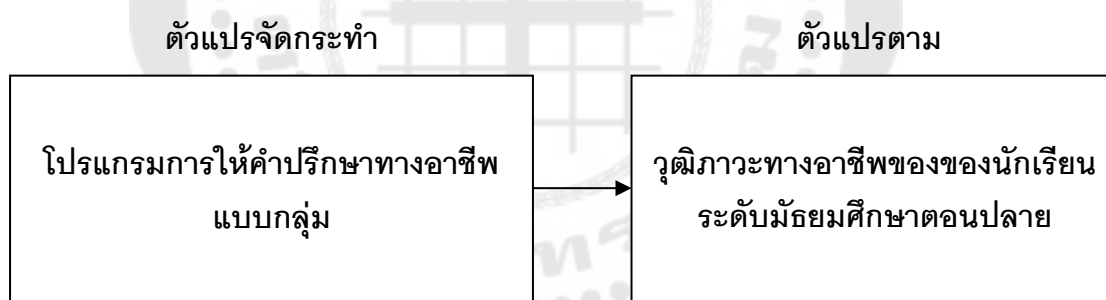 ตัวแปรจัดกระทำ
ตัวแปรตาม
โปรแกรมการให้คำปรึกษาทางอาชีพ
แบบกลุ่ม
วุฒิภาวะทางอาชีพของของนักเรียน
ระดับมัธยมศึกษาตอนปลาย